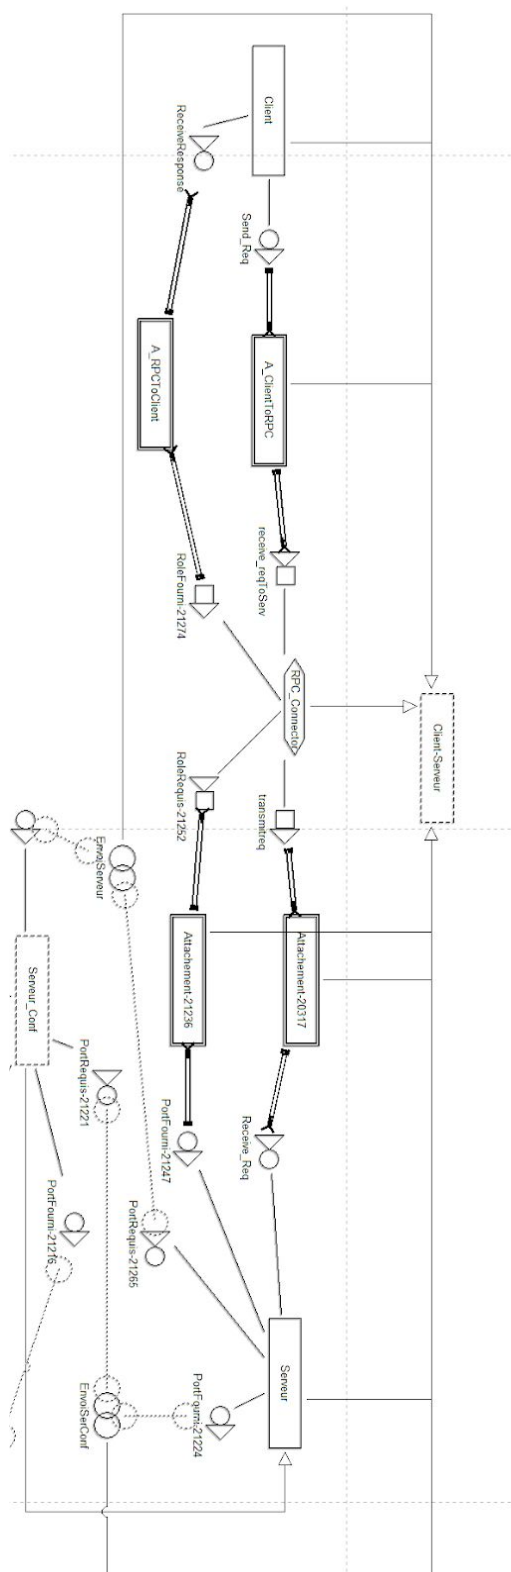 Client-Serveur
Attachement-20317
Client
Send_Req
A_ClientToRPC
receive_reqToServ
RPC_Connector
transmitreq
Receive_Req
Serveur
ReceiveResponse
A_RPCToClient
RoleFourni-21274
RoleRequis-21252
Attachement-21236
PortFourni-21247
PortRequis-21265
PortFourni-21224
EnvoiServeur
PortRequis-21221
EnvoiSerConf
Serveur_Conf
PortFourni-21216